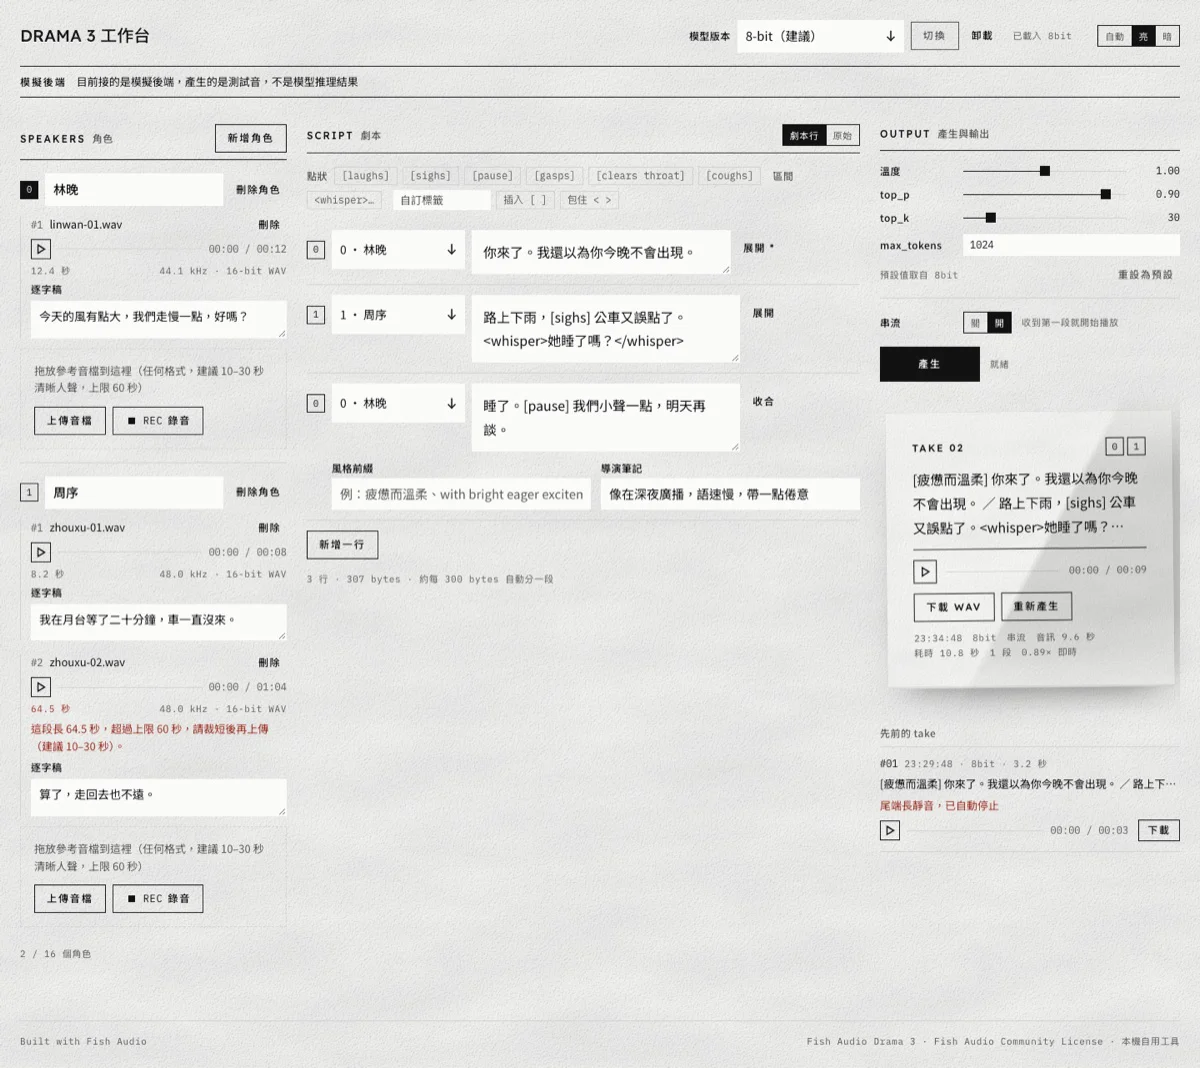 DRAMA 3 工作台
模型版本 8-bit（建議） ↓ 切換 卸載 已載入 8bit 自動 亮 暗
模擬後端 目前接的是模擬後端，產生的是測試音，不是模型推理結果
SPEAKERS 角色 新增角色
0 林晚 刪除角色
#1 linwan-01.wav 刪除
00:00 / 00:12
12.4 秒 44.1 kHz · 16-bit WAV
逐字稿
今天的風有點大，我們走慢一點，好嗎？
拖放參考音檔到這裡（任何格式，建議 10–30 秒
清晰人聲，上限 60 秒）
上傳音檔 ■ REC 錄音
1 周序 刪除角色
#1 zhouxu-01.wav 刪除
00:00 / 00:08
8.2 秒 48.0 kHz · 16-bit WAV
逐字稿
我在月台等了二十分鐘，車一直沒來。
#2 zhouxu-02.wav 刪除
00:00 / 01:04
64.5 秒 48.0 kHz · 16-bit WAV
這段長 64.5 秒，超過上限 60 秒，請裁短後再上傳
（建議 10–30 秒）。
逐字稿
算了，走回去也不遠。
拖放參考音檔到這裡（任何格式，建議 10–30 秒
清晰人聲，上限 60 秒）
上傳音檔 ■ REC 錄音
2 / 16 個角色
SCRIPT 劇本 劇本行 原始
點狀 [laughs] [sighs] [pause] [gasps] [clears throat] [coughs] 區間
<whisper>… 自訂標籤 插入 [ ] 包住 < >
0 0 · 林晚 ↓ 你來了。我還以為你今晚不會出現。 展開 *
1 1 · 周序 ↓ 路上下雨，[sighs] 公車又誤點了。 展開
<whisper>她睡了嗎？</whisper>
0 0 · 林晚 ↓ 睡了。[pause] 我們小聲一點，明天再 收合
談。
風格前綴 導演筆記
例：疲憊而溫柔、with bright eager exciten 像在深夜廣播，語速慢，帶一點倦意
新增一行
3 行 · 307 bytes · 約每 300 bytes 自動分一段
OUTPUT 產生與輸出
溫度 1.00
top_p 0.90
top_k 30
max_tokens 1024
預設值取自 8bit 重設為預設
串流 關 開 收到第一段就開始播放
產生 就緒
TAKE 02 0 1
[疲憊而溫柔] 你來了。我還以為你今晚
不會出現。 ／ 路上下雨，[sighs] 公車
又誤點了。<whisper>她睡了嗎？…
00:00 / 00:09
下載 WAV 重新產生
23:34:48 8bit 串流 音訊 9.6 秒
耗時 10.8 秒 1 段 0.89× 即時
先前的 take
#01 23:29:48 · 8bit · 3.2 秒
[疲憊而溫柔] 你來了。我還以為你今晚不會出現。 ／ 路上下…
尾端長靜音，已自動停止
00:00 / 00:03 下載
Built with Fish Audio
Fish Audio Drama 3 · Fish Audio Community License · 本機自用工具